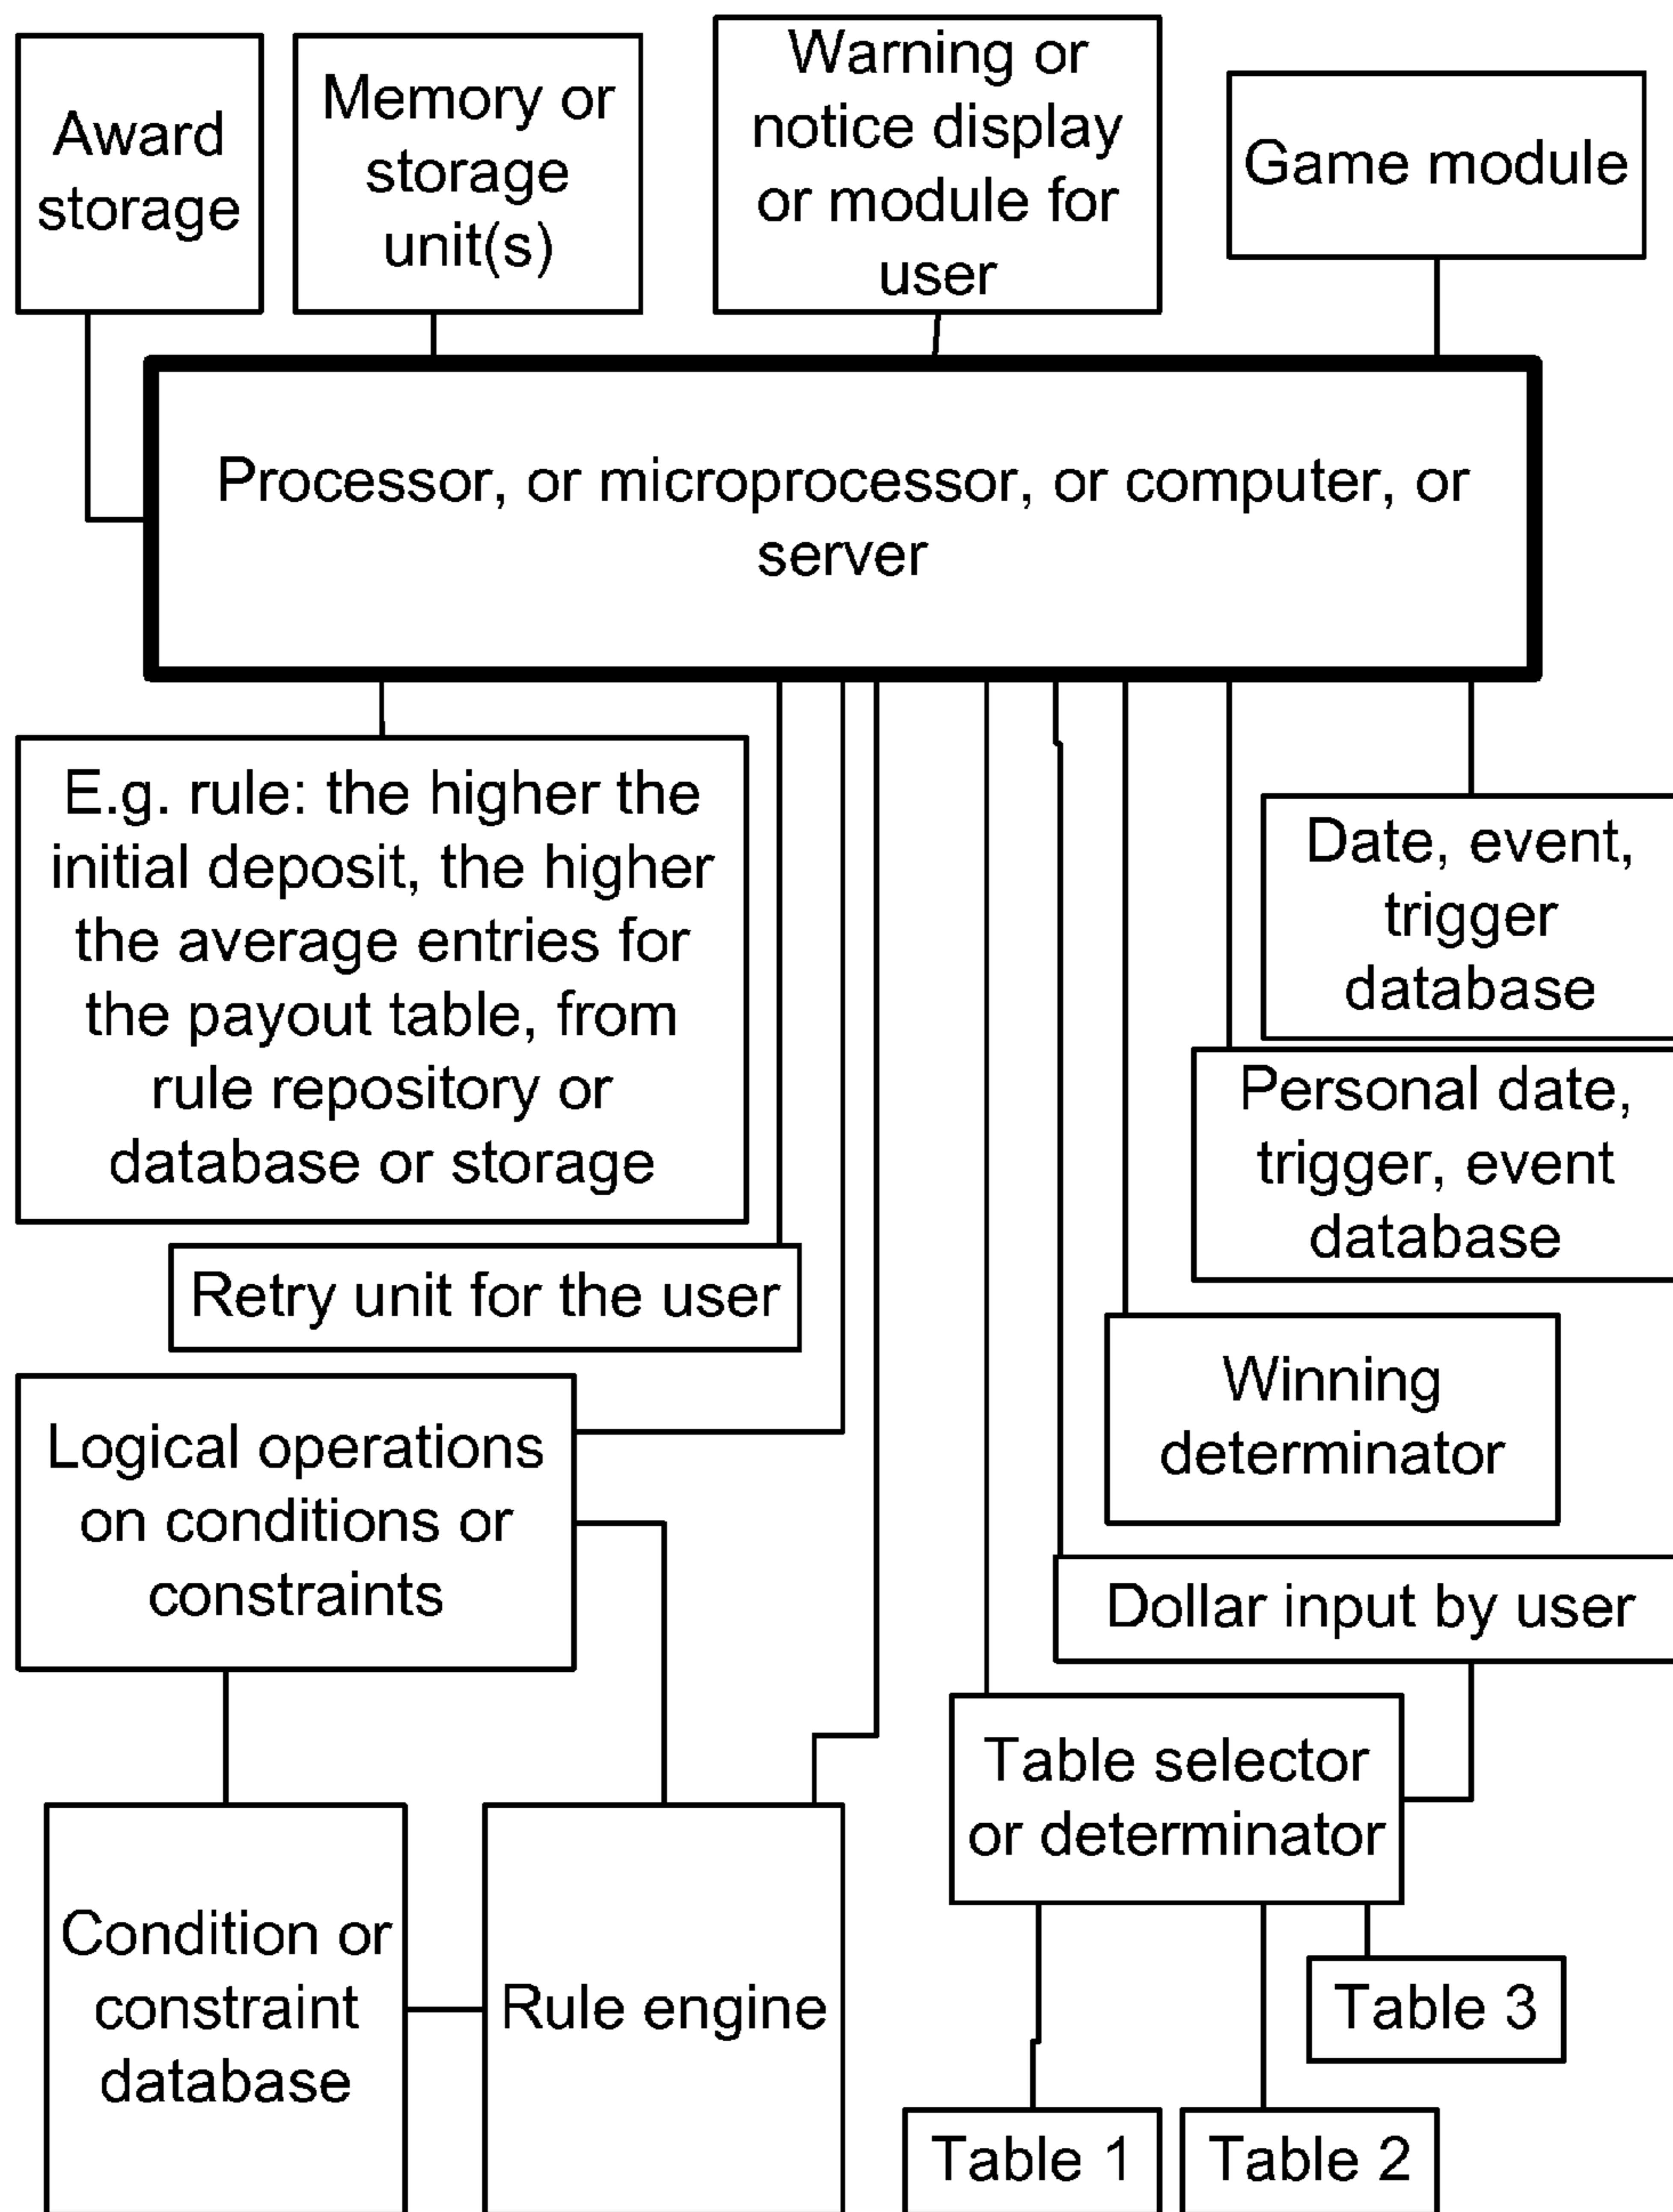 Award
storage
Memory or
storage
unit(s)
Warning or
notice display
or module for
user
Game module
Processor, or microprocessor, or computer, or
server
E.g. rule: the higher the
initial deposit, the higher
the average entries for
the payout table, from
rule repository or
database or storage
Date, event,
trigger
database
Personal date,
trigger, event
database
Retry unit for the user
Winning
determinator
Logical operations
on conditions or
constraints
Dollar input by user
Table selector
or determinator
Condition or
constraint
database
Rule engine
Table 3
Table 1
Table 2